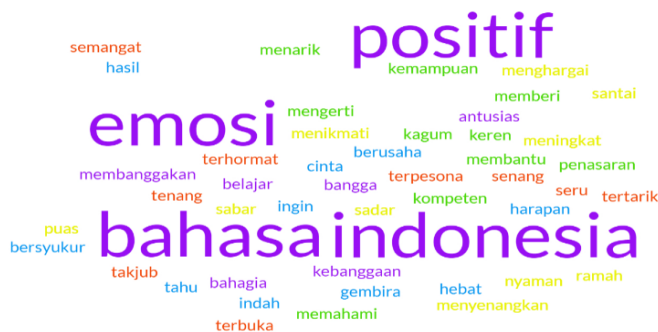 positif
semangat
menarik
hasil
kemampuan
menghargai
memberi
santai
emosi
mengerti
antusias
menikmati
kagum
keren
meningkat
terhormat
berusaha
cinta
membantu
penasaran
membanggakan
belajar
bangga
terpesona
senang
tenang
seru
tertarik
sabar
ingin
sadar
kompeten
harapan
puas
bahasa
indonesia
bersyukur
takjub
kebanggaan
tahu
bahagia
gembira
hebat
nyaman
ramah
indah
menyenangkan
memahami
terbuka